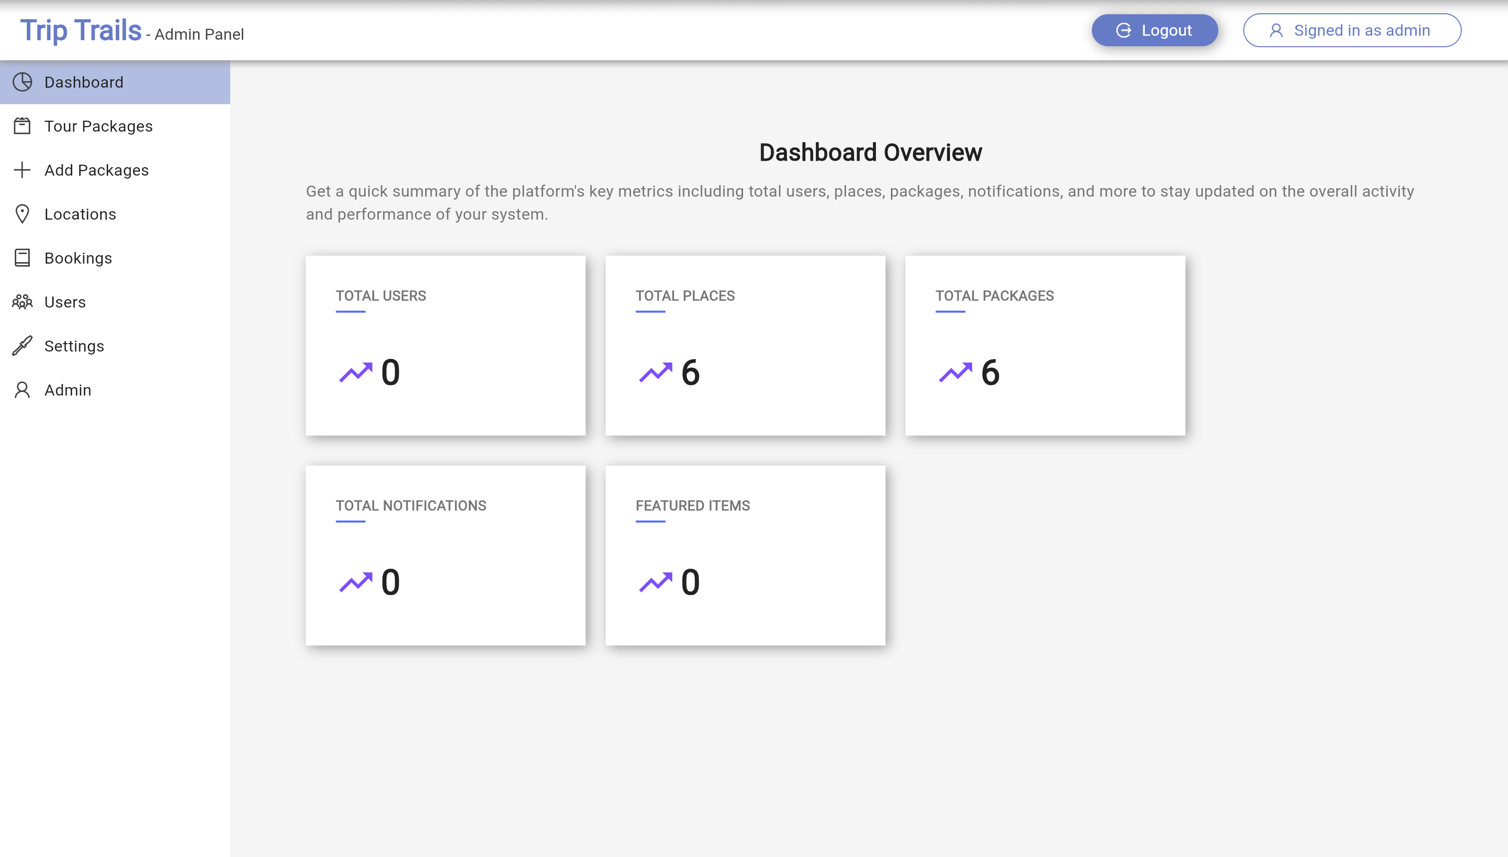 Trip Trails - Admin Panel
Logout
Signed in as admin
Dashboard
Tour Packages
Add Packages
Locations
Bookings
Users
Settings
Admin
Dashboard Overview
Get a quick summary of the platform's key metrics including total users, places, packages, notifications, and more to stay updated on the overall activity
and performance of your system.
TOTAL USERS
0
TOTAL PLACES
6
TOTAL PACKAGES
6
TOTAL NOTIFICATIONS
0
FEATURED ITEMS
0